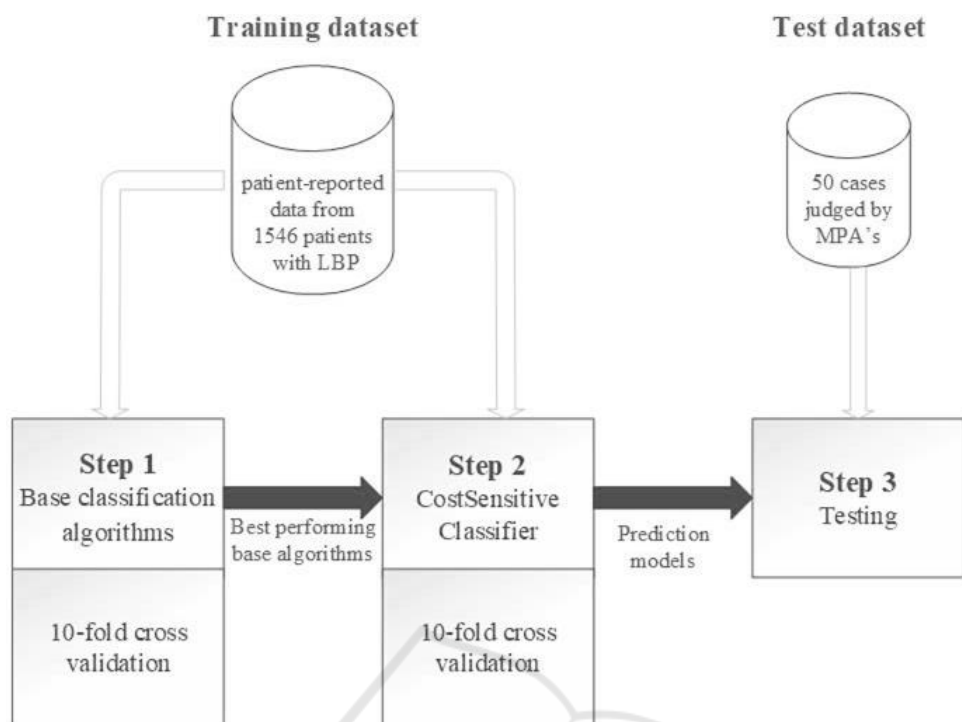 Training dataset
Test dataset
patient-reported
data from
1546 patients
with LBP
50 cases
judged by
MPA's
Step 1
Base classification
algorithms
Best performing
base algorithms
Step 2
CostSensitive
Classifier
Prediction
models
Step 3
Testing
10-fold cross
validation
10-fold cross
validation